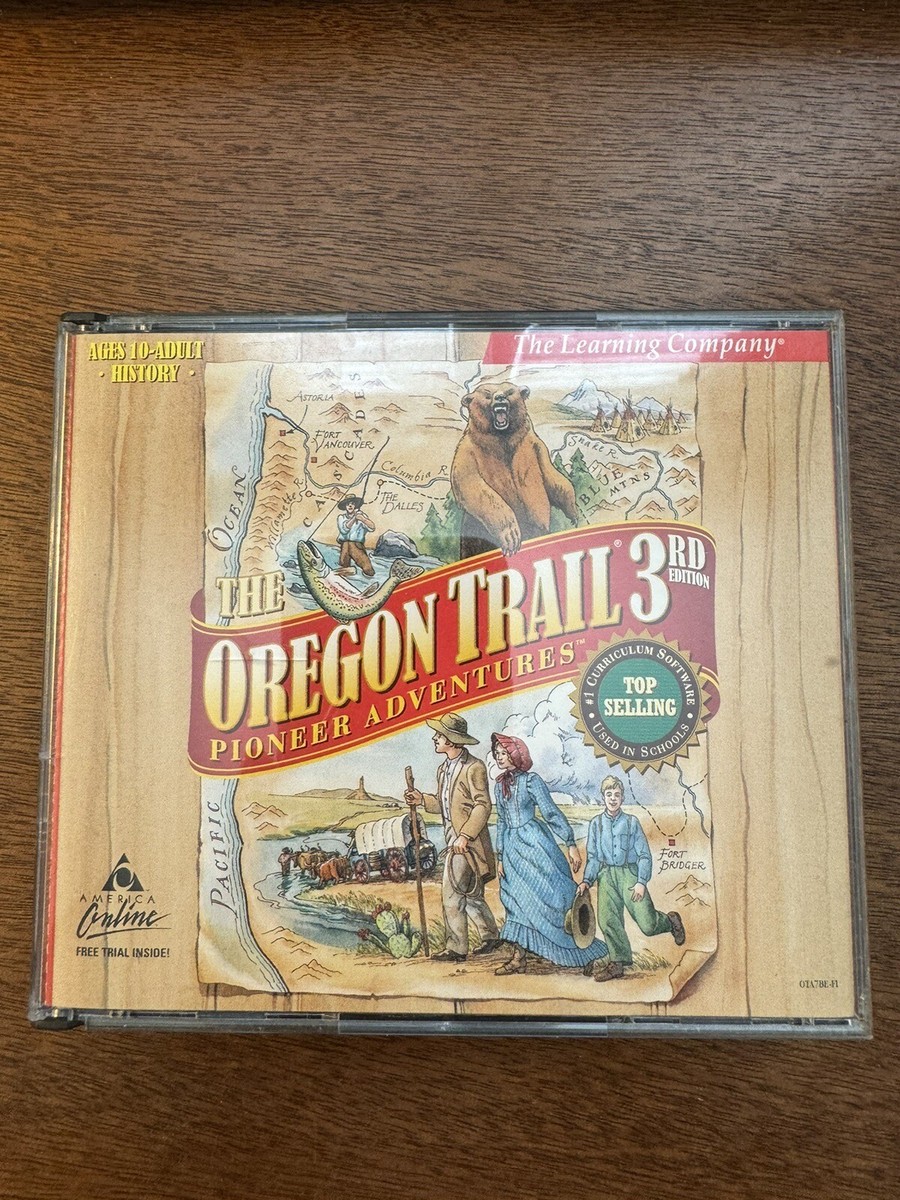 AGES 10-ADULT
· HISTORY ·
The Learning Company®
ASTORIA
FORT
VANCOUVER
CASCADES
Columbia R
Willamette R
THE
DALLES
Snake R
BLUE
MTNS
OCEAN
THE
OREGON TRAIL®
3RD
EDITION
PIONEER ADVENTURES™
#1 CURRICULUM SOFTWARE
TOP
SELLING
• USED IN SCHOOLS •
PACIFIC
FORT
BRIDGER
AMERICA
Online
FREE TRIAL INSIDE!
OTA7BE-FI